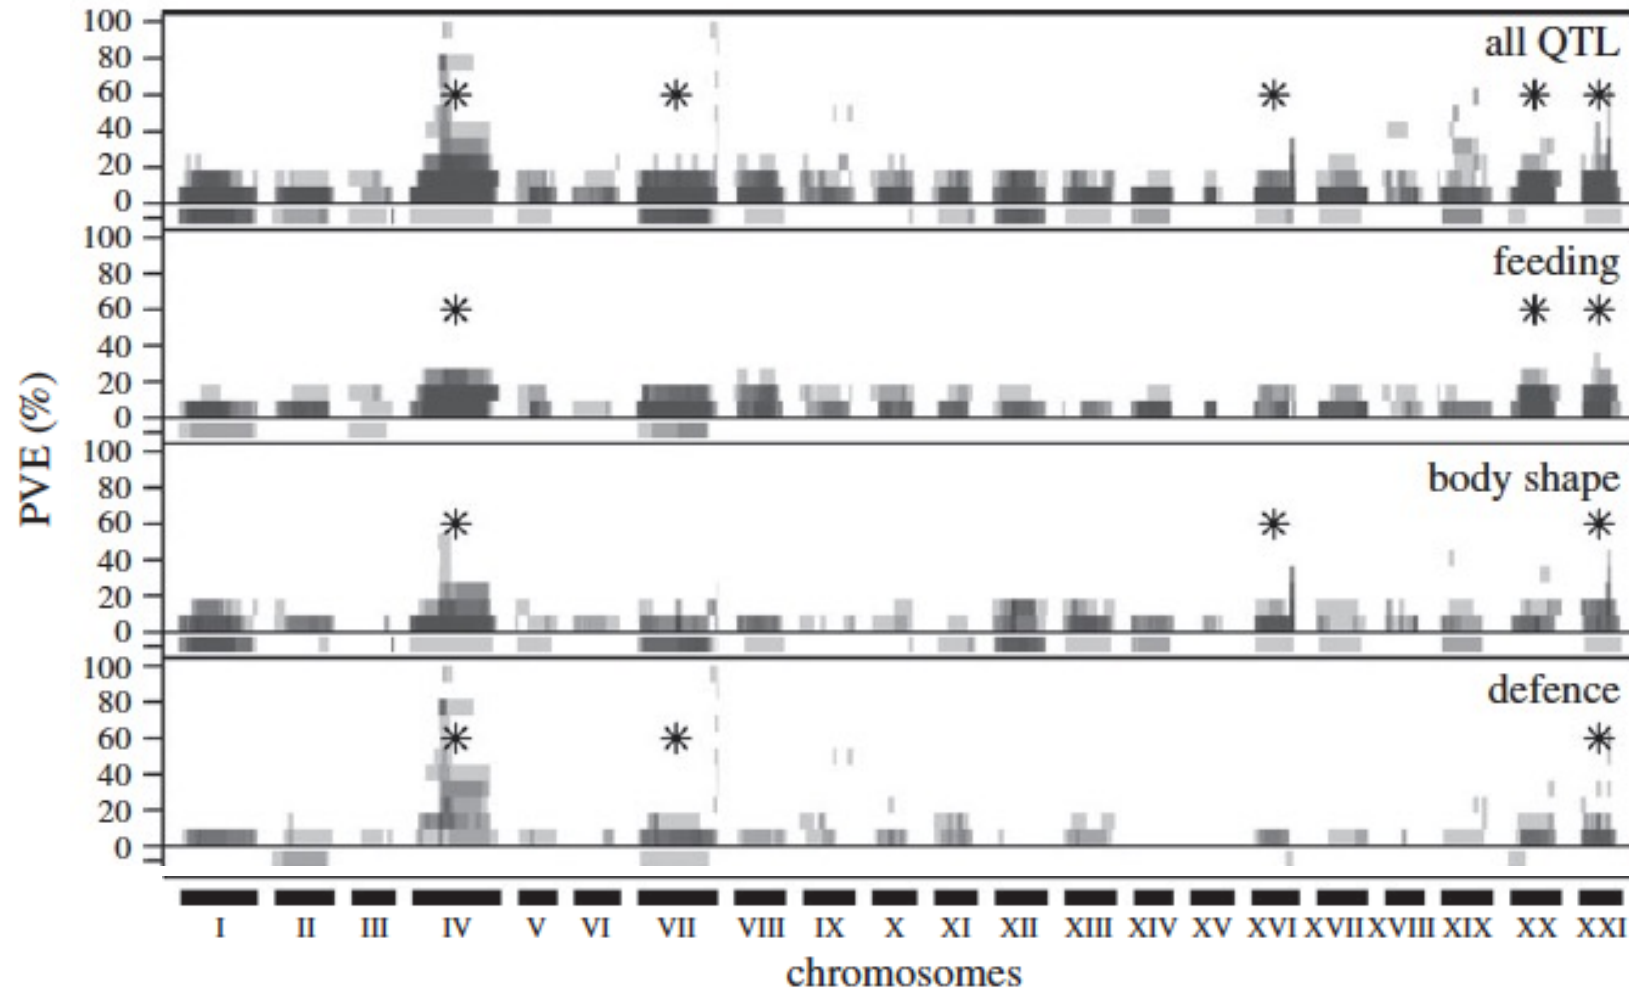 100
80
60
40
20
0
all QTL
✳ ✳ ✳ ✳ ✳
100
80
60
40
20
0
feeding
✳ ✳ ✳
100
80
60
40
20
0
body shape
✳ ✳ ✳
100
80
60
40
20
0
defence
✳ ✳ ✳
PVE (%)
I II III IV V VI VII VIII IX X XI XII XIII XIV XV XVI XVII XVIII XIX XX XXI
chromosomes